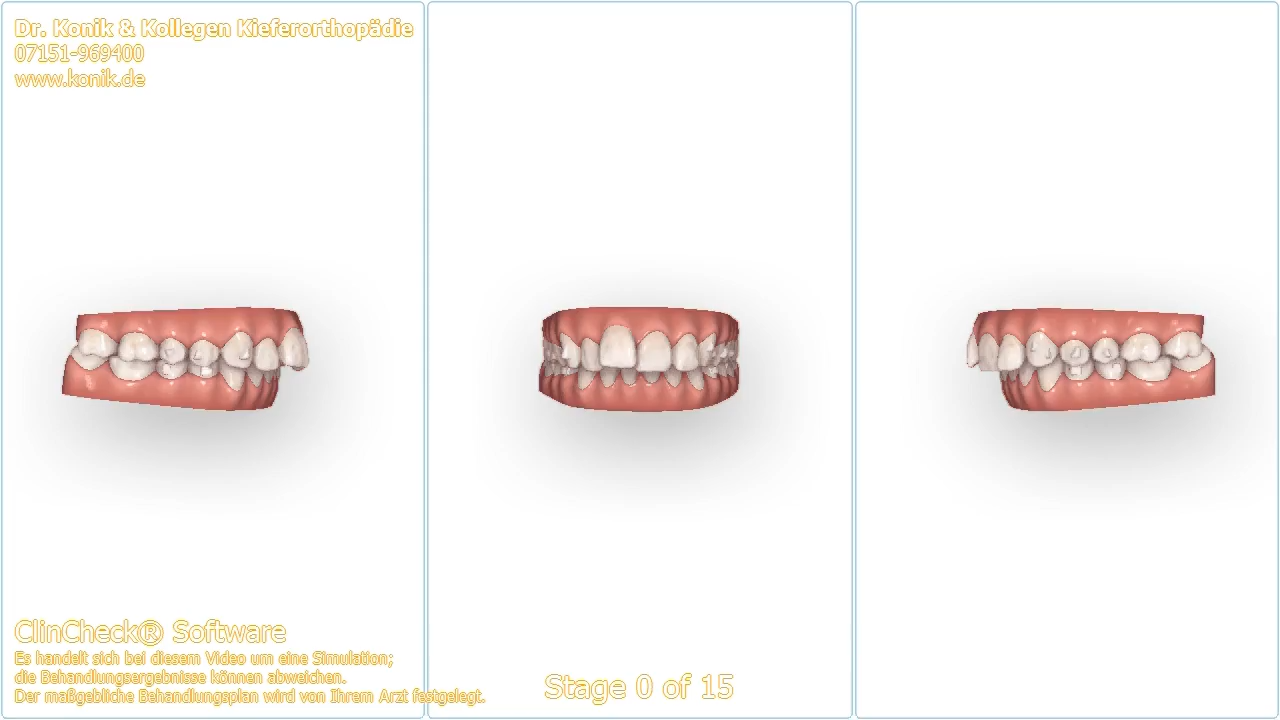 Dr. Konik & Kollegen Kieferorthopädie
07151-969400
www.konik.de
ClinCheck® Software
Es handelt sich bei diesem Video um eine Simulation;
die Behandlungsergebnisse können abweichen.
Der maßgebliche Behandlungsplan wird von Ihrem Arzt festgelegt.
Stage 0 of 15